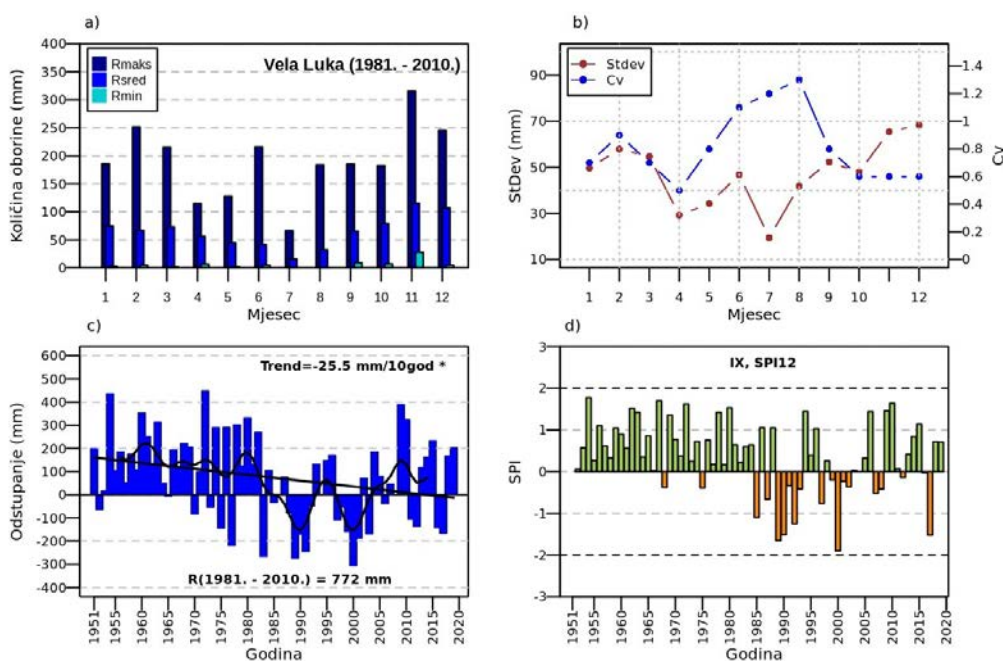 a)
Količina oborine (mm)
400
350
300
250
200
150
100
50
0
Rmaks
Rsred
Rmin
Vela Luka (1981. - 2010.)
1 2 3 4 5 6 7 8 9 10 11 12
Mjesec
b)
StDev (mm)
90
70
50
30
10
Stdev
Cv
1.4
1.2
1
0.8
0.6
0.4
0.2
0
Cv
1 2 3 4 5 6 7 8 9 10 12
Mjesec
c)
Odstupanje (mm)
600
500
400
300
200
100
0
-100
-200
-300
-400
Trend=-25.5 mm/10god *
R(1981. - 2010.) = 772 mm
1951 1955 1960 1965 1970 1975 1980 1985 1990 1995 2000 2005 2010 2015 2020
Godina
d)
SPI
3
2
1
0
-1
-2
-3
IX, SPI12
1951 1955 1960 1965 1970 1975 1980 1985 1990 1995 2000 2005 2010 2015 2020
Godina